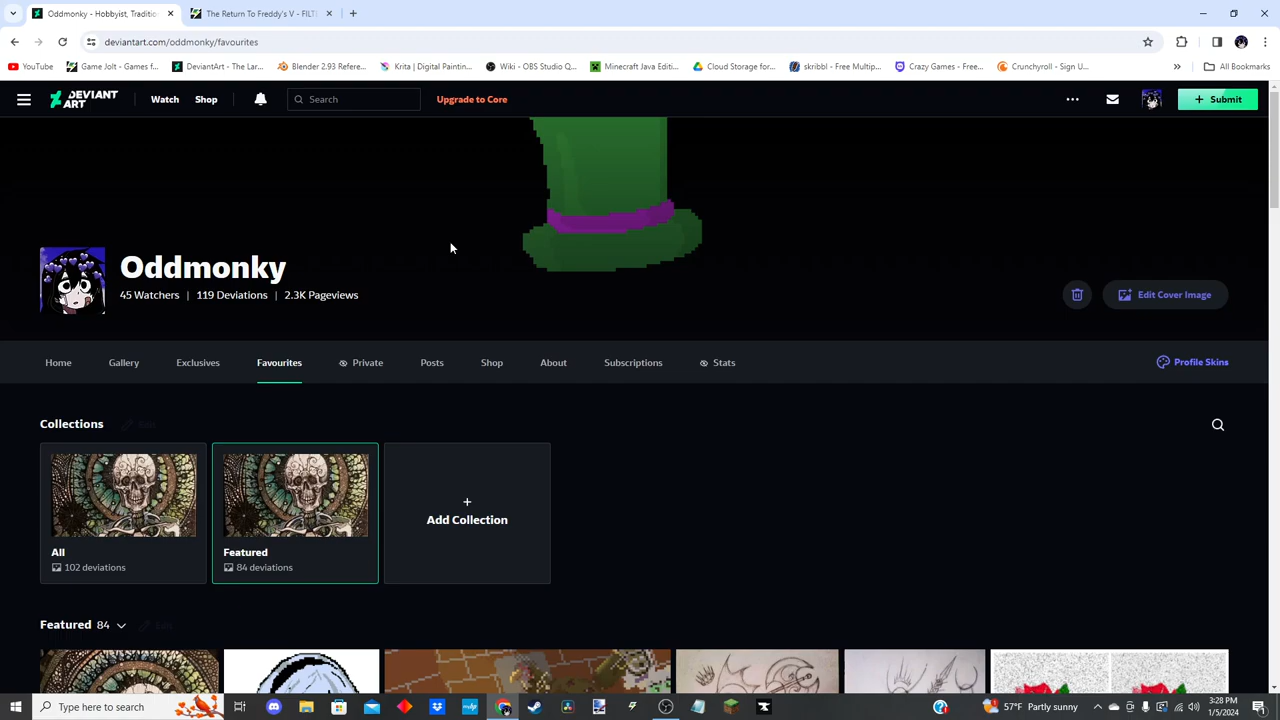 Oddmonky - Hobbyist, Traditio
The Return To Freddy's V - FILT
deviantart.com/oddmonky/favourites
YouTube
Game Jolt - Games f...
DeviantArt - The Lar...
Blender 2.93 Refere...
Krita | Digital Paintin...
Wiki - OBS Studio Q...
Minecraft Java Editi...
Cloud Storage for...
skribbl - Free Multip...
Crazy Games - Free...
Crunchyroll - Sign U...
»
All Bookmarks
DEVIANT ART
Watch
Shop
Search
Upgrade to Core
+ Submit
Oddmonky
45 Watchers | 119 Deviations | 2.3K Pageviews
Edit Cover Image
Home
Gallery
Exclusives
Favourites
Private
Posts
Shop
About
Subscriptions
Stats
Profile Skins
Collections
Edit
All
102 deviations
Featured
84 deviations
+
Add Collection
Featured 84
Type here to search
57°F Partly sunny
3:28 PM
1/5/2024